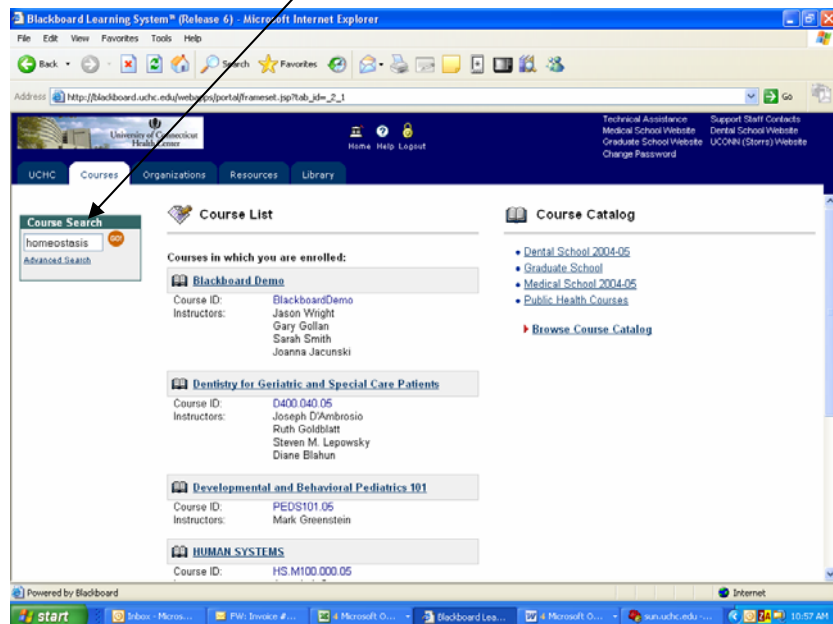 Blackboard Learning System™ (Release 6) - Microsoft Internet Explorer
File Edit View Favorites Tools Help
Back Search Favorites
Address http://blackboard.uchc.edu/webapps/portal/frameset.jsp?tab_id=_2_1 Go
University of Connecticut
Health Center
Home Help Logout
Technical Assistance Support Staff Contacts
Medical School Website Dental School Website
Graduate School Website UCONN (Storrs) Website
Change Password
UCHC Courses Organizations Resources Library
Course Search
homeostasis GO!
Advanced Search
Course List
Courses in which you are enrolled:
Blackboard Demo
Course ID: BlackboardDemo
Instructors: Jason Wright
Gary Gollan
Sarah Smith
Joanna Jacunski
Dentistry for Geriatric and Special Care Patients
Course ID: D400.040.05
Instructors: Joseph D'Ambrosio
Ruth Goldblatt
Steven M. Lepowsky
Diane Blahun
Developmental and Behavioral Pediatrics 101
Course ID: PEDS101.05
Instructors: Mark Greenstein
HUMAN SYSTEMS
Course ID: HS.M100.000.05
Course Catalog
Dental School 2004-05
Graduate School
Medical School 2004-05
Public Health Courses
Browse Course Catalog
Powered by Blackboard Internet
start Inbox - Micros... FW: Invoice #... 4 Microsoft O... Blackboard Lea... 4 Microsoft O... sun.uchc.edu -... 10:57 AM